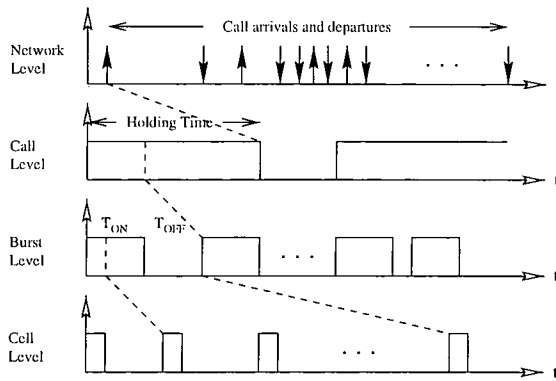 Call arrivals and departures
Network
Level
. . .
t
Holding Time
Call
Level
t
T_ON T_OFF
Burst
Level
. . .
t
Cell
Level
. . .
t